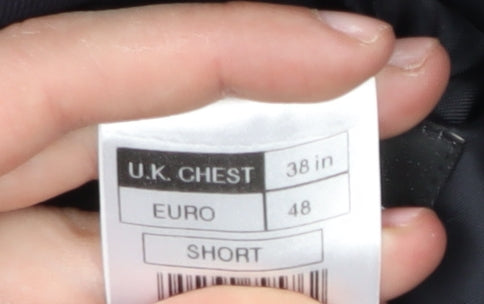 U.K. CHEST 38 in
EURO 48
SHORT